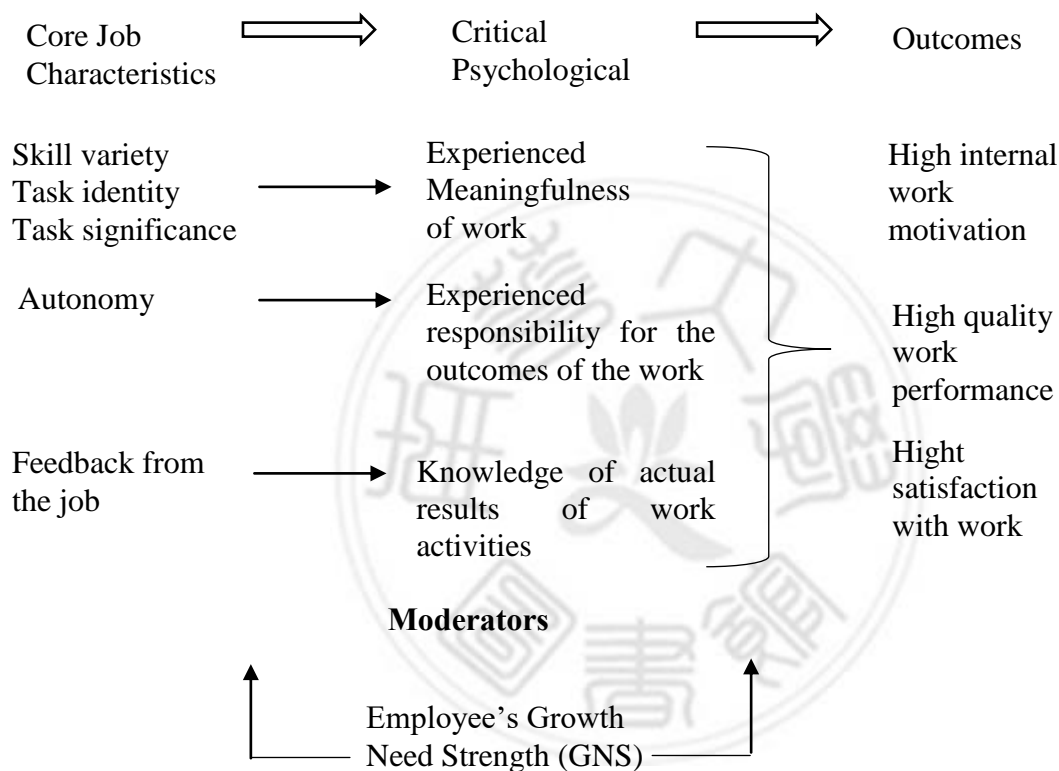 Core Job
Characteristics
Critical
Psychological
Outcomes
Skill variety
Task identity
Task significance
Experienced
Meaningfulness
of work
High internal
work
motivation
Autonomy
Experienced
responsibility for the
outcomes of the work
High quality
work
performance
Feedback from
the job
Knowledge of actual
results of work
activities
Hight
satisfaction
with work
Moderators
Employee’s Growth
Need Strength (GNS)